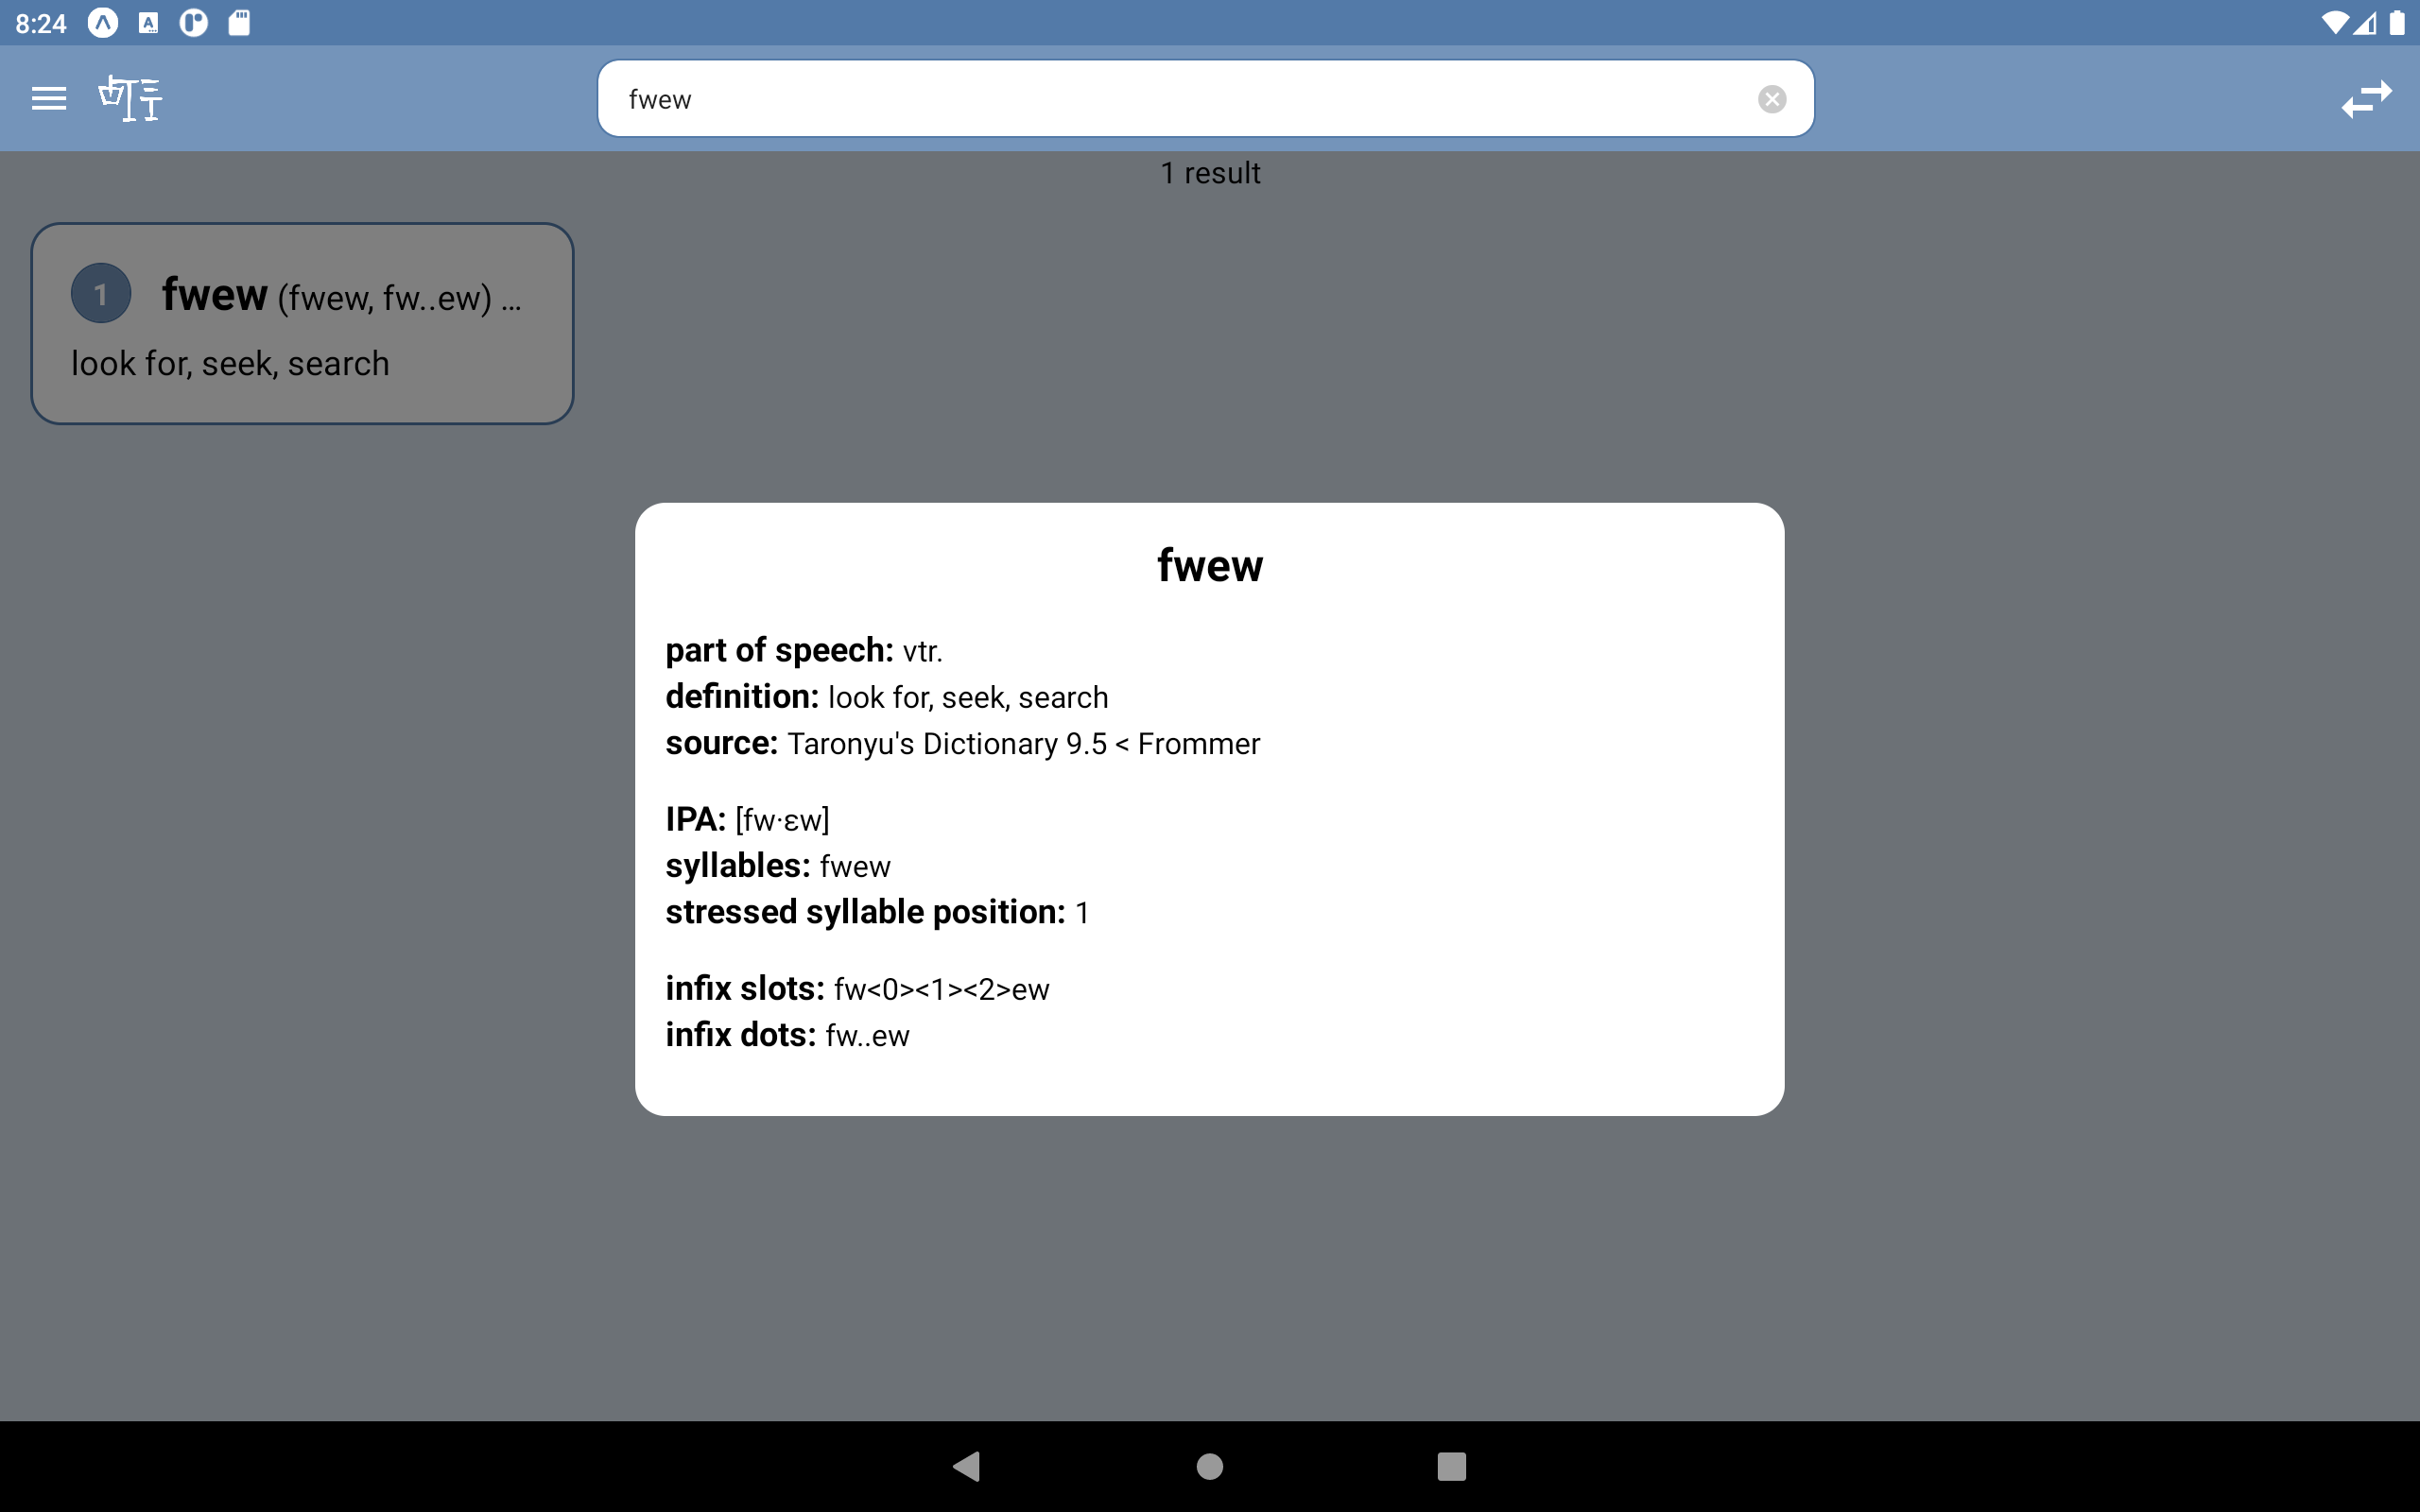 8:24
fwew
1 result
1 fwew (fwew, fw..ew) ...
look for, seek, search
fwew
part of speech: vtr.
definition: look for, seek, search
source: Taronyu's Dictionary 9.5 < Frommer
IPA: [fw·ɛw]
syllables: fwew
stressed syllable position: 1
infix slots: fw<0><1><2>ew
infix dots: fw..ew